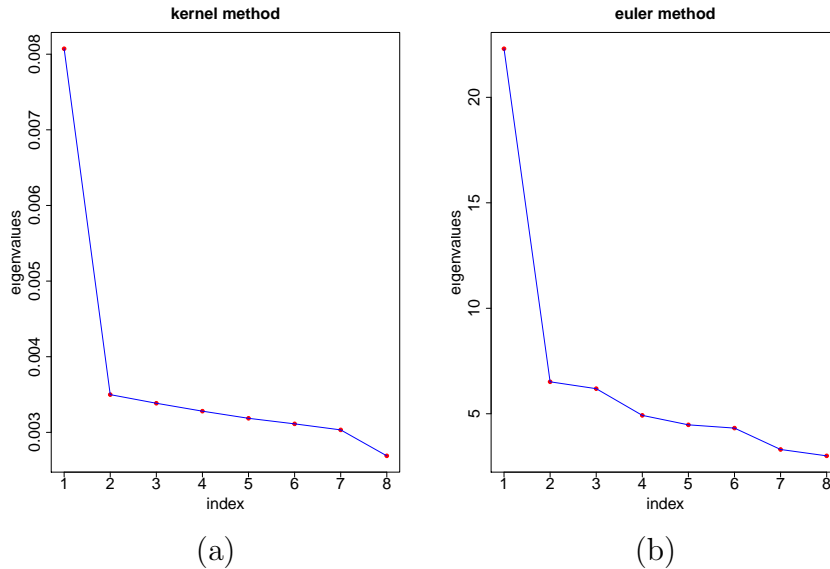 kernel method
eigenvalues
0.008
0.007
0.006
0.005
0.004
0.003
1 2 3 4 5 6 7 8
index
(a)
euler method
eigenvalues
20
15
10
5
1 2 3 4 5 6 7 8
index
(b)